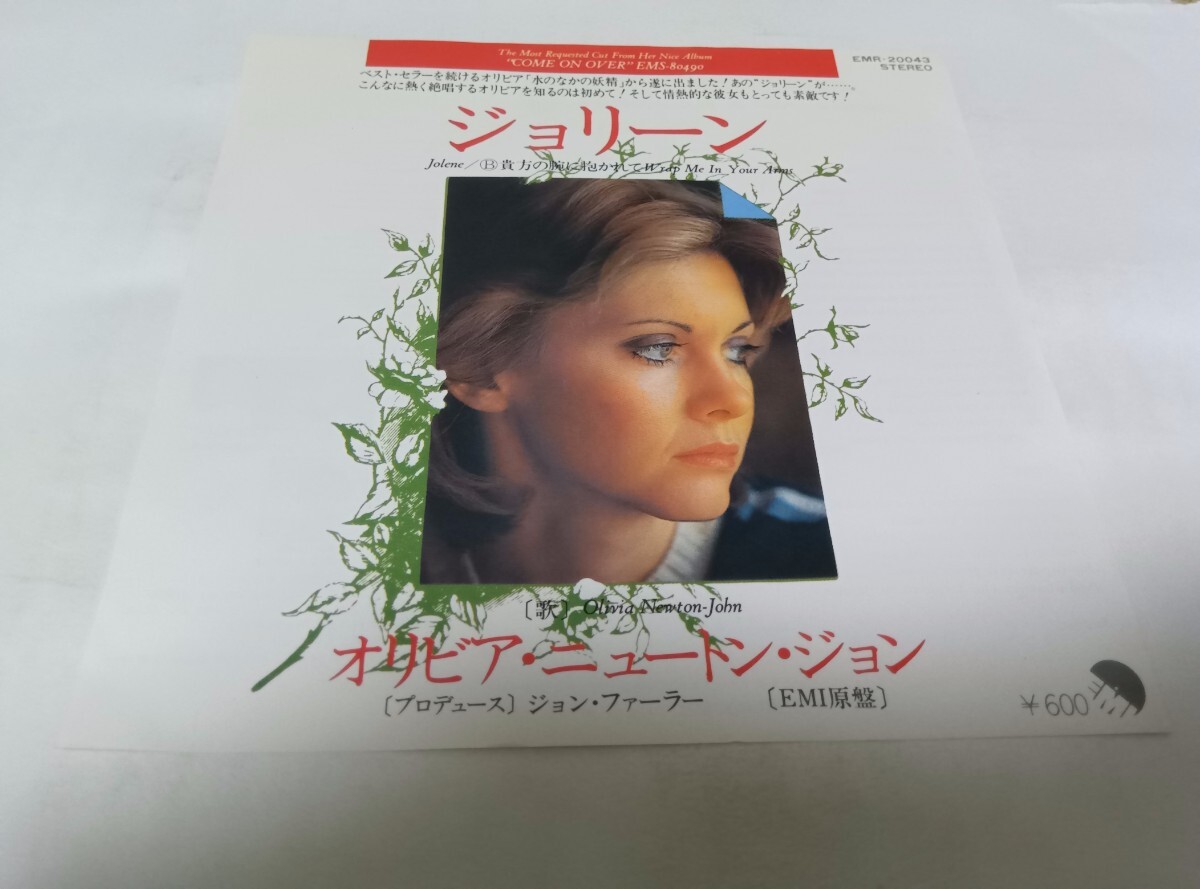 The Most Requested Cut From Her Nice Album
"COME ON OVER" EMS-80490
EMR-20043
STEREO
ベスト・セラーを続けるオリビア「水のなかの妖精」から遂に出ました!あの"ジョリーン"が……。
こんなに熱く絶唱するオリビアを知るのは初めて!そして情熱的な彼女もとっても素敵です!
ジョリーン
Jolene/Ⓑ貴方の腕に抱かれてWrap Me In Your Arms
〔歌〕Olivia Newton-John
オリビア・ニュートン・ジョン
〔プロデュース〕ジョン・ファーラー 〔EMI原盤〕
¥600